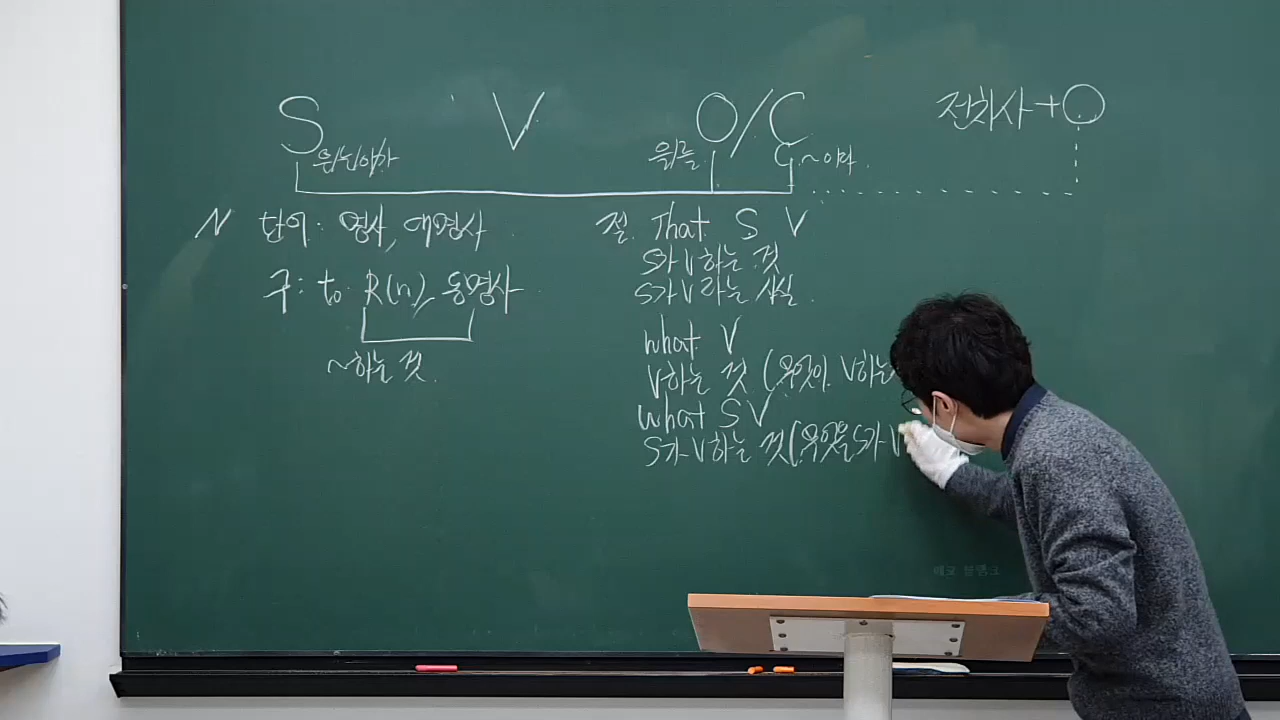 S V O/C 전치사+O
은는이가 을/를 C ~이다.
N 단어: 명사, 대명사
구: to R(n), 동명사
~하는 것.
절. That S V
S가 V하는 것
S가 V라는 사실.
what V
V하는 것 (무엇이 V하는
what S V
S가 V하는 것(무엇을 S가 V